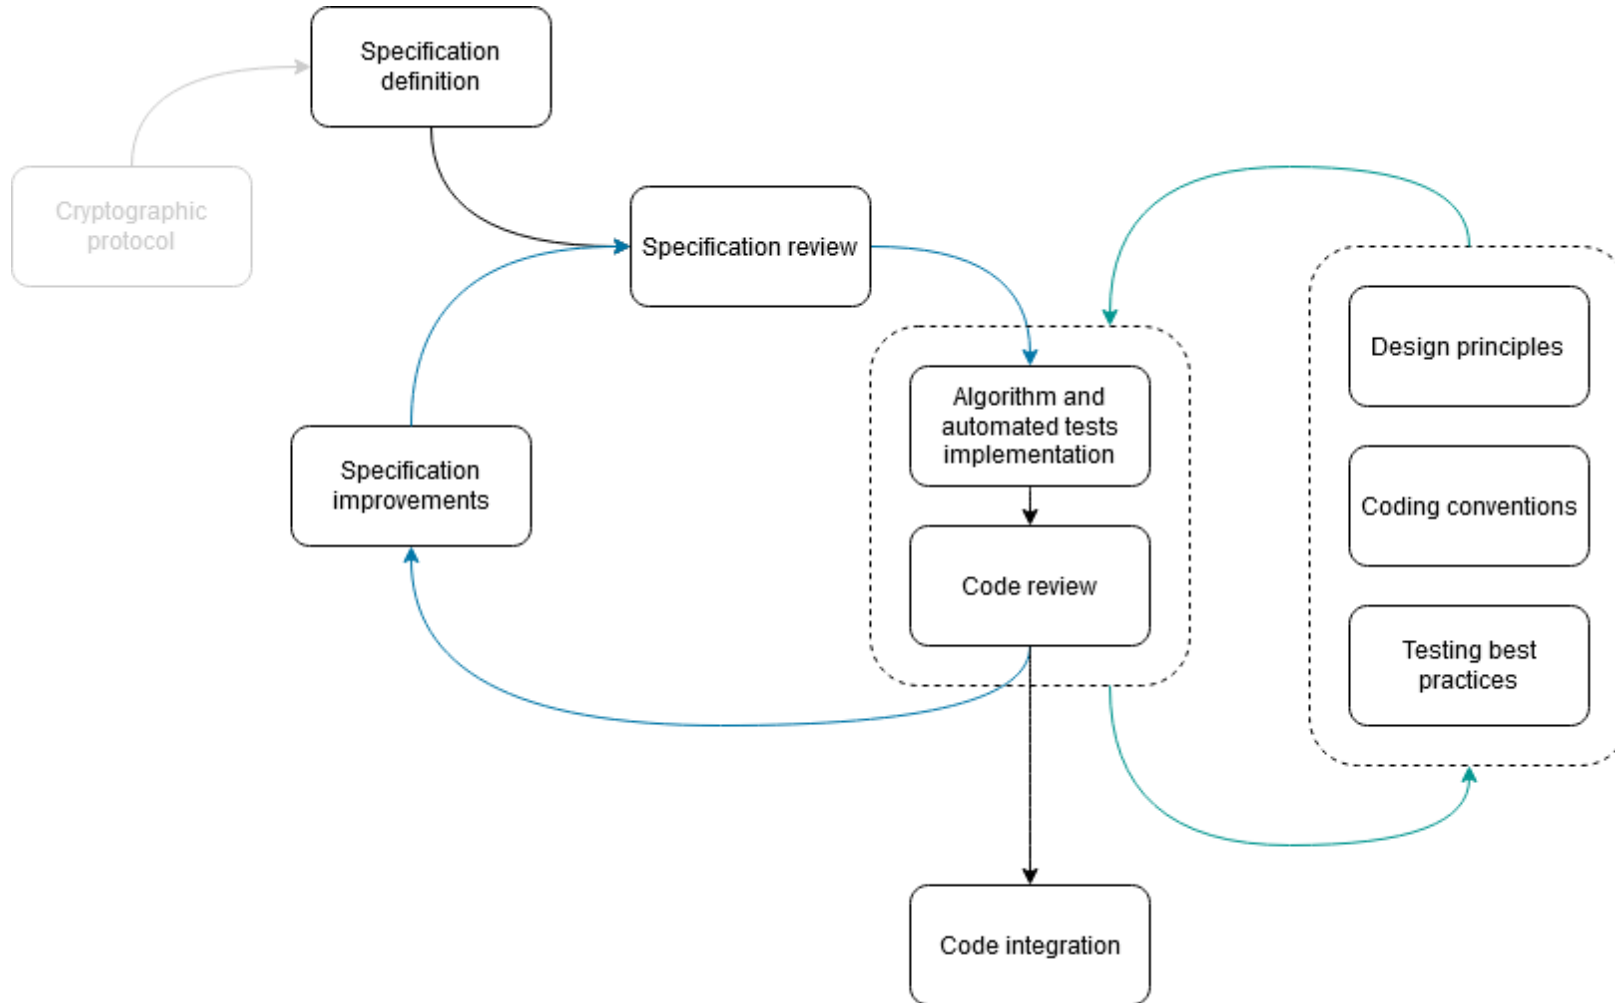 Specification
definition
Cryptographic
protocol
Specification review
Design principles
Algorithm and
automated tests
implementation
Specification
improvements
Coding conventions
Code review
Testing best
practices
Code integration